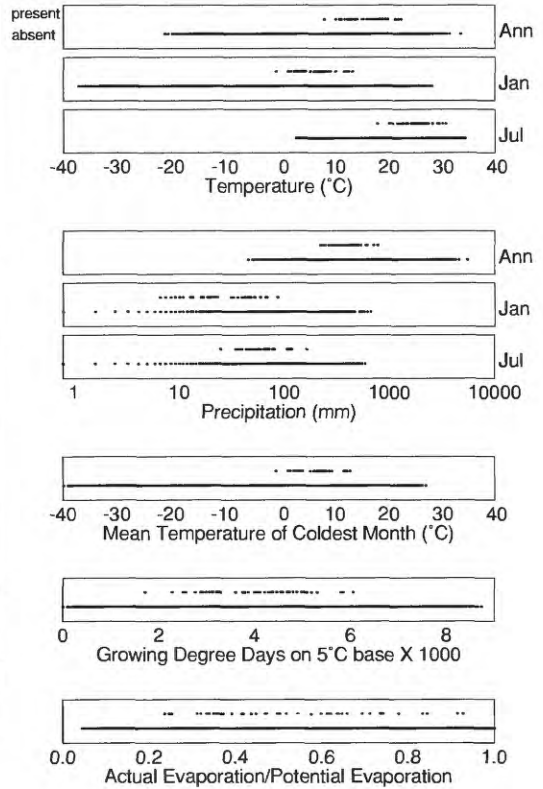 present
absent
Ann
Jan
Jul
-40 -30 -20 -10 0 10 20 30 40
Temperature (˚C)
Ann
Jan
Jul
1 10 100 1000 10000
Precipitation (mm)
-40 -30 -20 -10 0 10 20 30 40
Mean Temperature of Coldest Month (˚C)
0 2 4 6 8
Growing Degree Days on 5˚C base X 1000
0.0 0.2 0.4 0.6 0.8 1.0
Actual Evaporation/Potential Evaporation